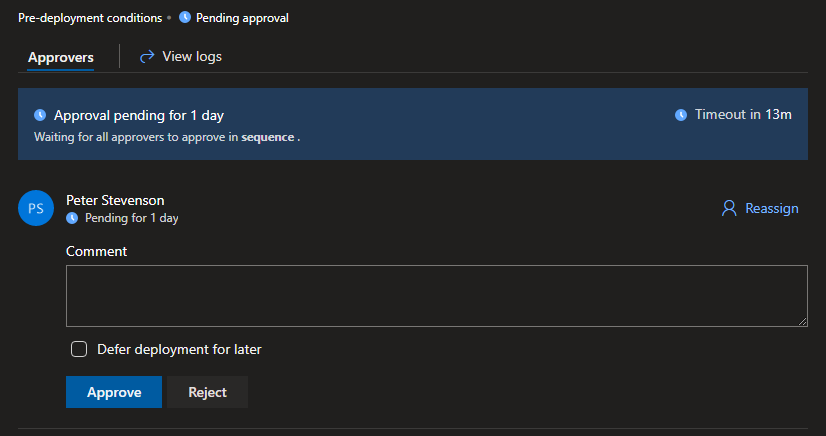 Pre-deployment conditions • Pending approval
Approvers View logs
Approval pending for 1 day Timeout in 13m
Waiting for all approvers to approve in sequence .
PS Peter Stevenson
Pending for 1 day Reassign
Comment
Defer deployment for later
Approve Reject